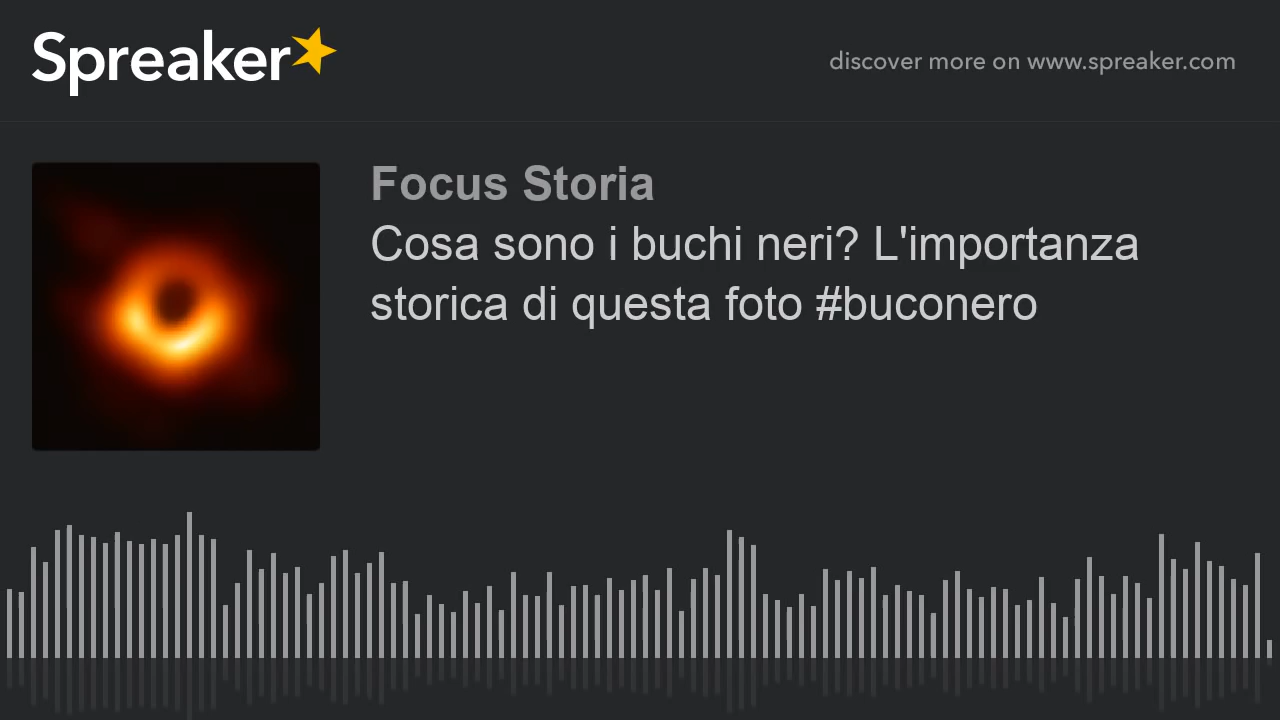 Spreaker
discover more on www.spreaker.com
Focus Storia
Cosa sono i buchi neri? L'importanza
storica di questa foto #buconero